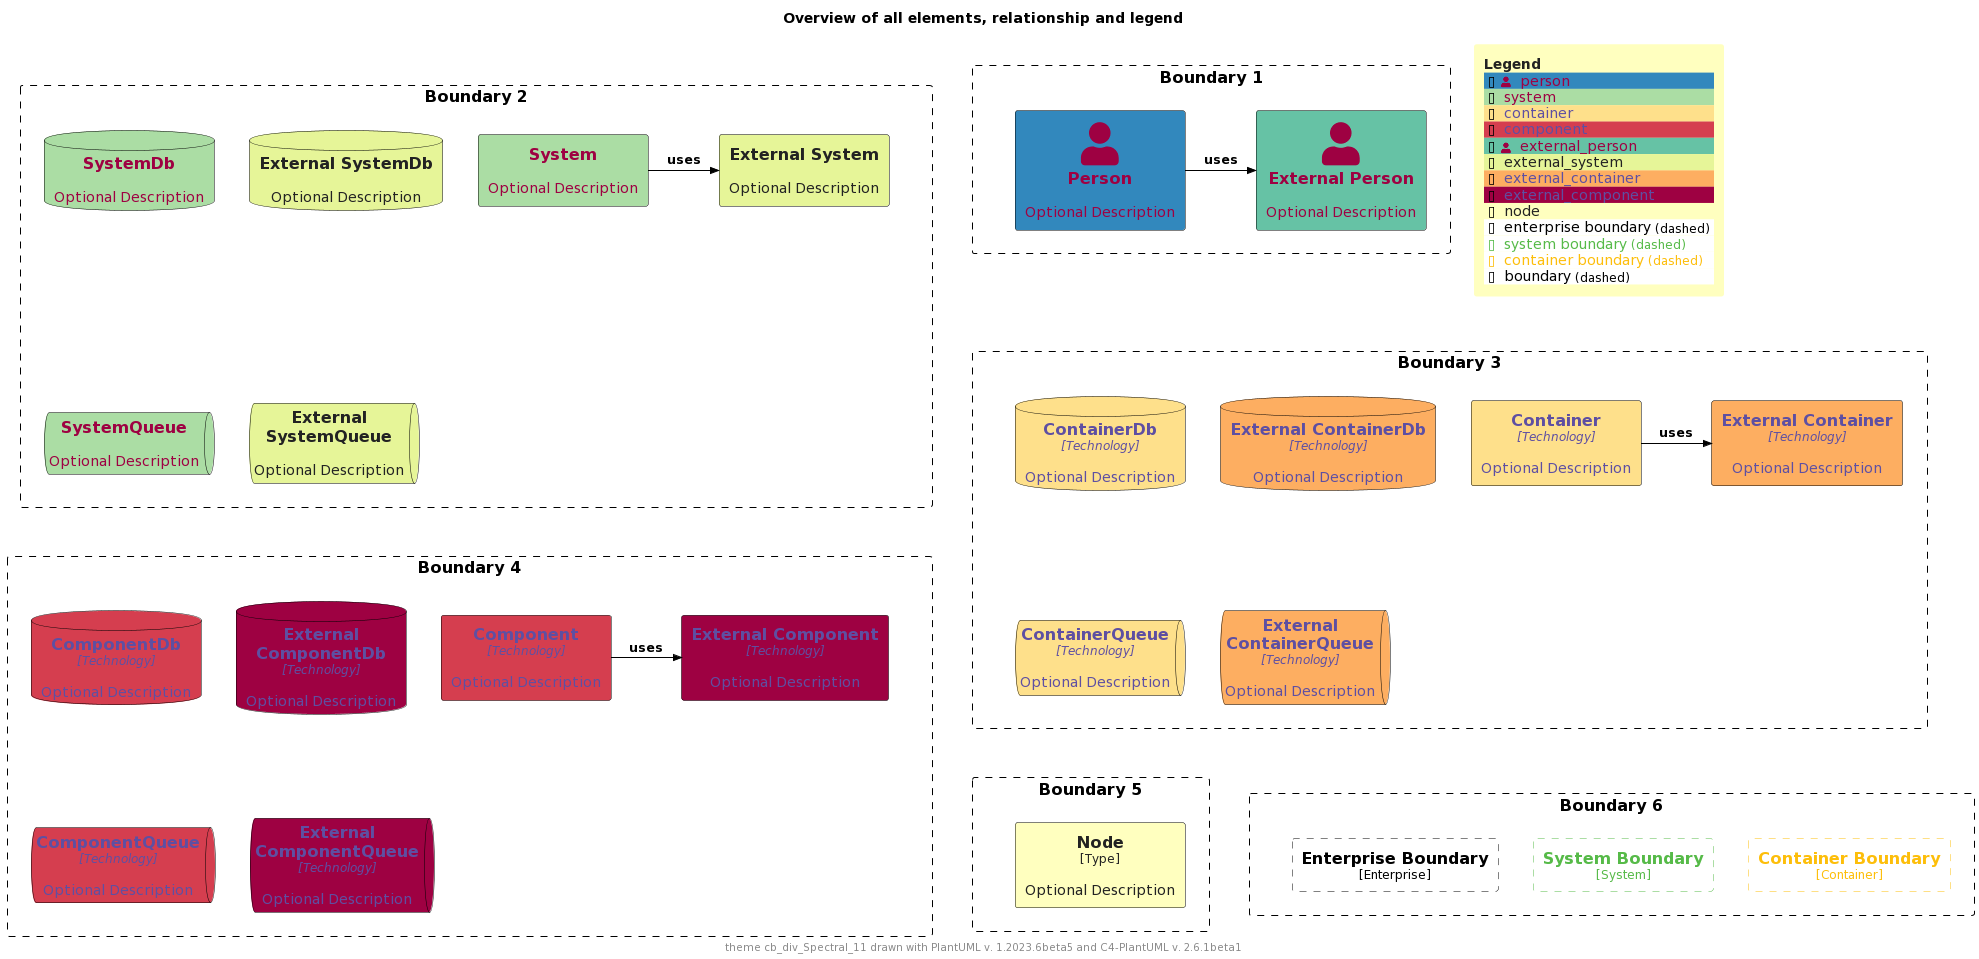 Overview of all elements, relationship and legend
Boundary 2
SystemDb
Optional Description
External SystemDb
Optional Description
System
Optional Description
uses
External System
Optional Description
SystemQueue
Optional Description
External
SystemQueue
Optional Description
Boundary 1
Person
Optional Description
uses
External Person
Optional Description
Legend
person
system
container
component
external_person
external_system
external_container
external_component
node
enterprise boundary (dashed)
system boundary (dashed)
container boundary (dashed)
boundary (dashed)
Boundary 3
ContainerDb
[Technology]
Optional Description
External ContainerDb
[Technology]
Optional Description
Container
[Technology]
Optional Description
uses
External Container
[Technology]
Optional Description
ContainerQueue
[Technology]
Optional Description
External
ContainerQueue
[Technology]
Optional Description
Boundary 4
ComponentDb
[Technology]
Optional Description
External
ComponentDb
[Technology]
Optional Description
Component
[Technology]
Optional Description
uses
External Component
[Technology]
Optional Description
ComponentQueue
[Technology]
Optional Description
External
ComponentQueue
[Technology]
Optional Description
Boundary 5
Node
[Type]
Optional Description
Boundary 6
Enterprise Boundary
[Enterprise]
System Boundary
[System]
Container Boundary
[Container]
theme cb_div_Spectral_11 drawn with PlantUML v. 1.2023.6beta5 and C4-PlantUML v. 2.6.1beta1